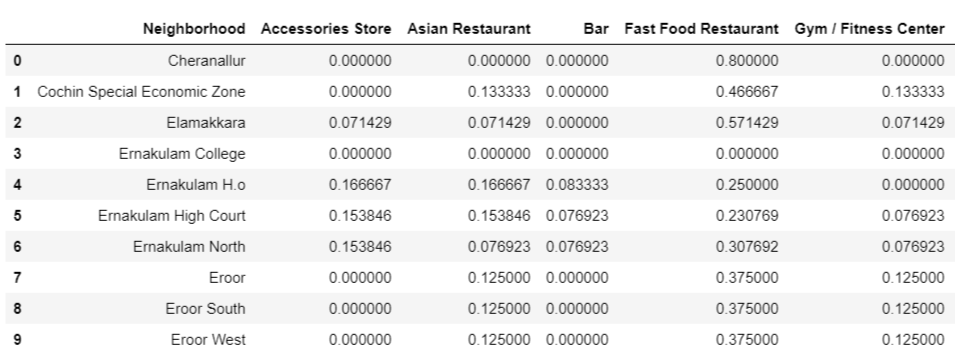 Neighborhood Accessories Store Asian Restaurant Bar Fast Food Restaurant Gym / Fitness Center
0 Cheranallur 0.000000 0.000000 0.000000 0.800000 0.000000
1 Cochin Special Economic Zone 0.000000 0.133333 0.000000 0.466667 0.133333
2 Elamakkara 0.071429 0.071429 0.000000 0.571429 0.071429
3 Ernakulam College 0.000000 0.000000 0.000000 0.000000 0.000000
4 Ernakulam H.o 0.166667 0.166667 0.083333 0.250000 0.000000
5 Ernakulam High Court 0.153846 0.153846 0.076923 0.230769 0.076923
6 Ernakulam North 0.153846 0.076923 0.076923 0.307692 0.076923
7 Eroor 0.000000 0.125000 0.000000 0.375000 0.125000
8 Eroor South 0.000000 0.125000 0.000000 0.375000 0.125000
9 Eroor West 0.000000 0.125000 0.000000 0.375000 0.125000